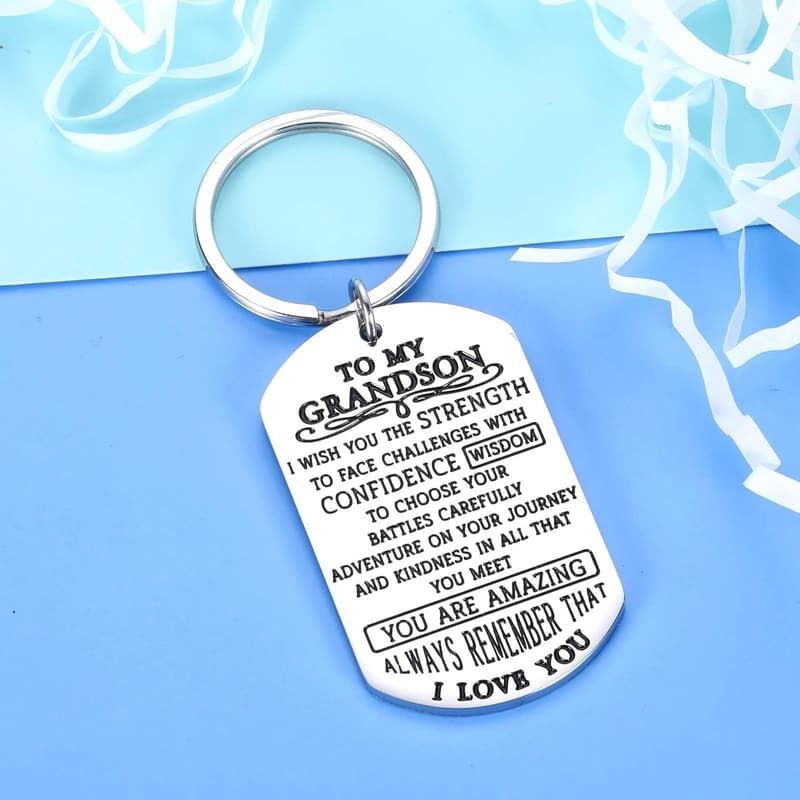 TO MY
GRANDSON
I WISH YOU THE STRENGTH
TO FACE CHALLENGES WITH
CONFIDENCE WISDOM
TO CHOOSE YOUR
BATTLES CAREFULLY
ADVENTURE ON YOUR JOURNEY
AND KINDNESS IN ALL THAT
YOU MEET
YOU ARE AMAZING
ALWAYS REMEMBER THAT
I LOVE YOU